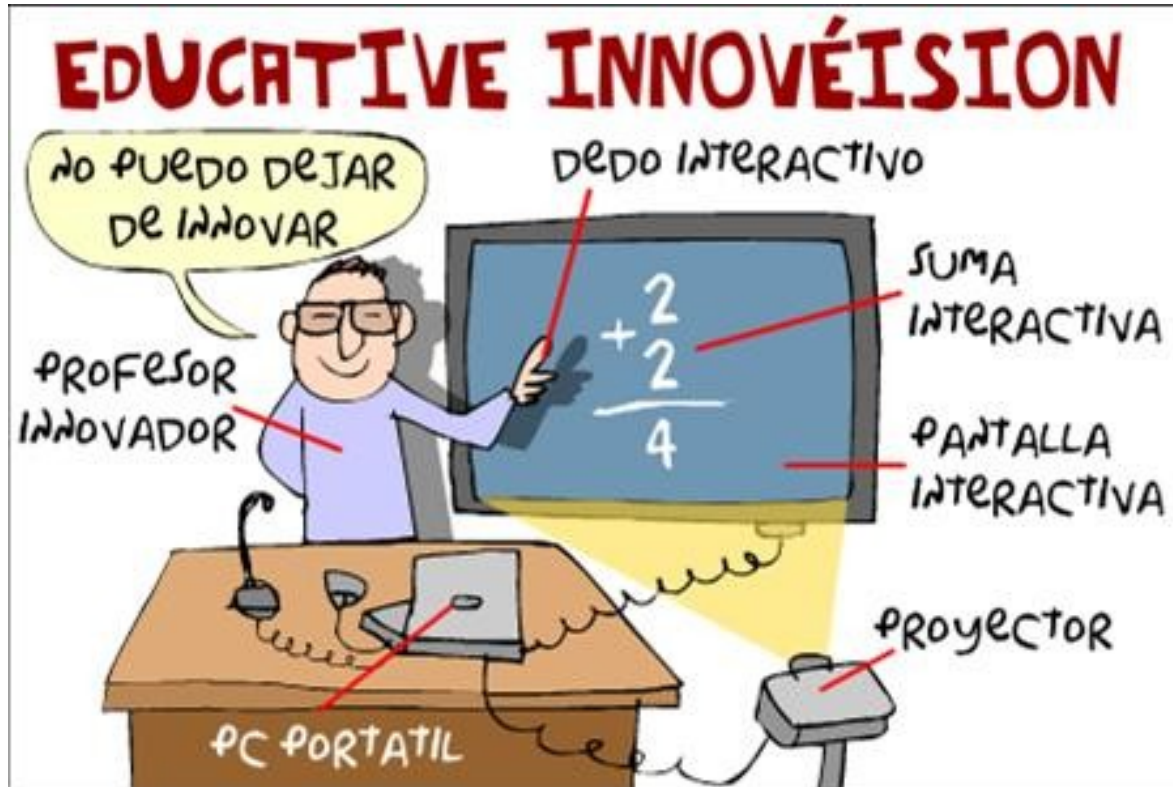 EDUCATIVE INNOVÉISION
NO PUEDO DEJAR
DE INNOVAR
DEDO INTERACTIVO
SUMA
INTERACTIVA
+ 2
2
4
PROFESOR
INNOVADOR
PANTALLA
INTERACTIVA
PROYECTOR
PC PORTATIL